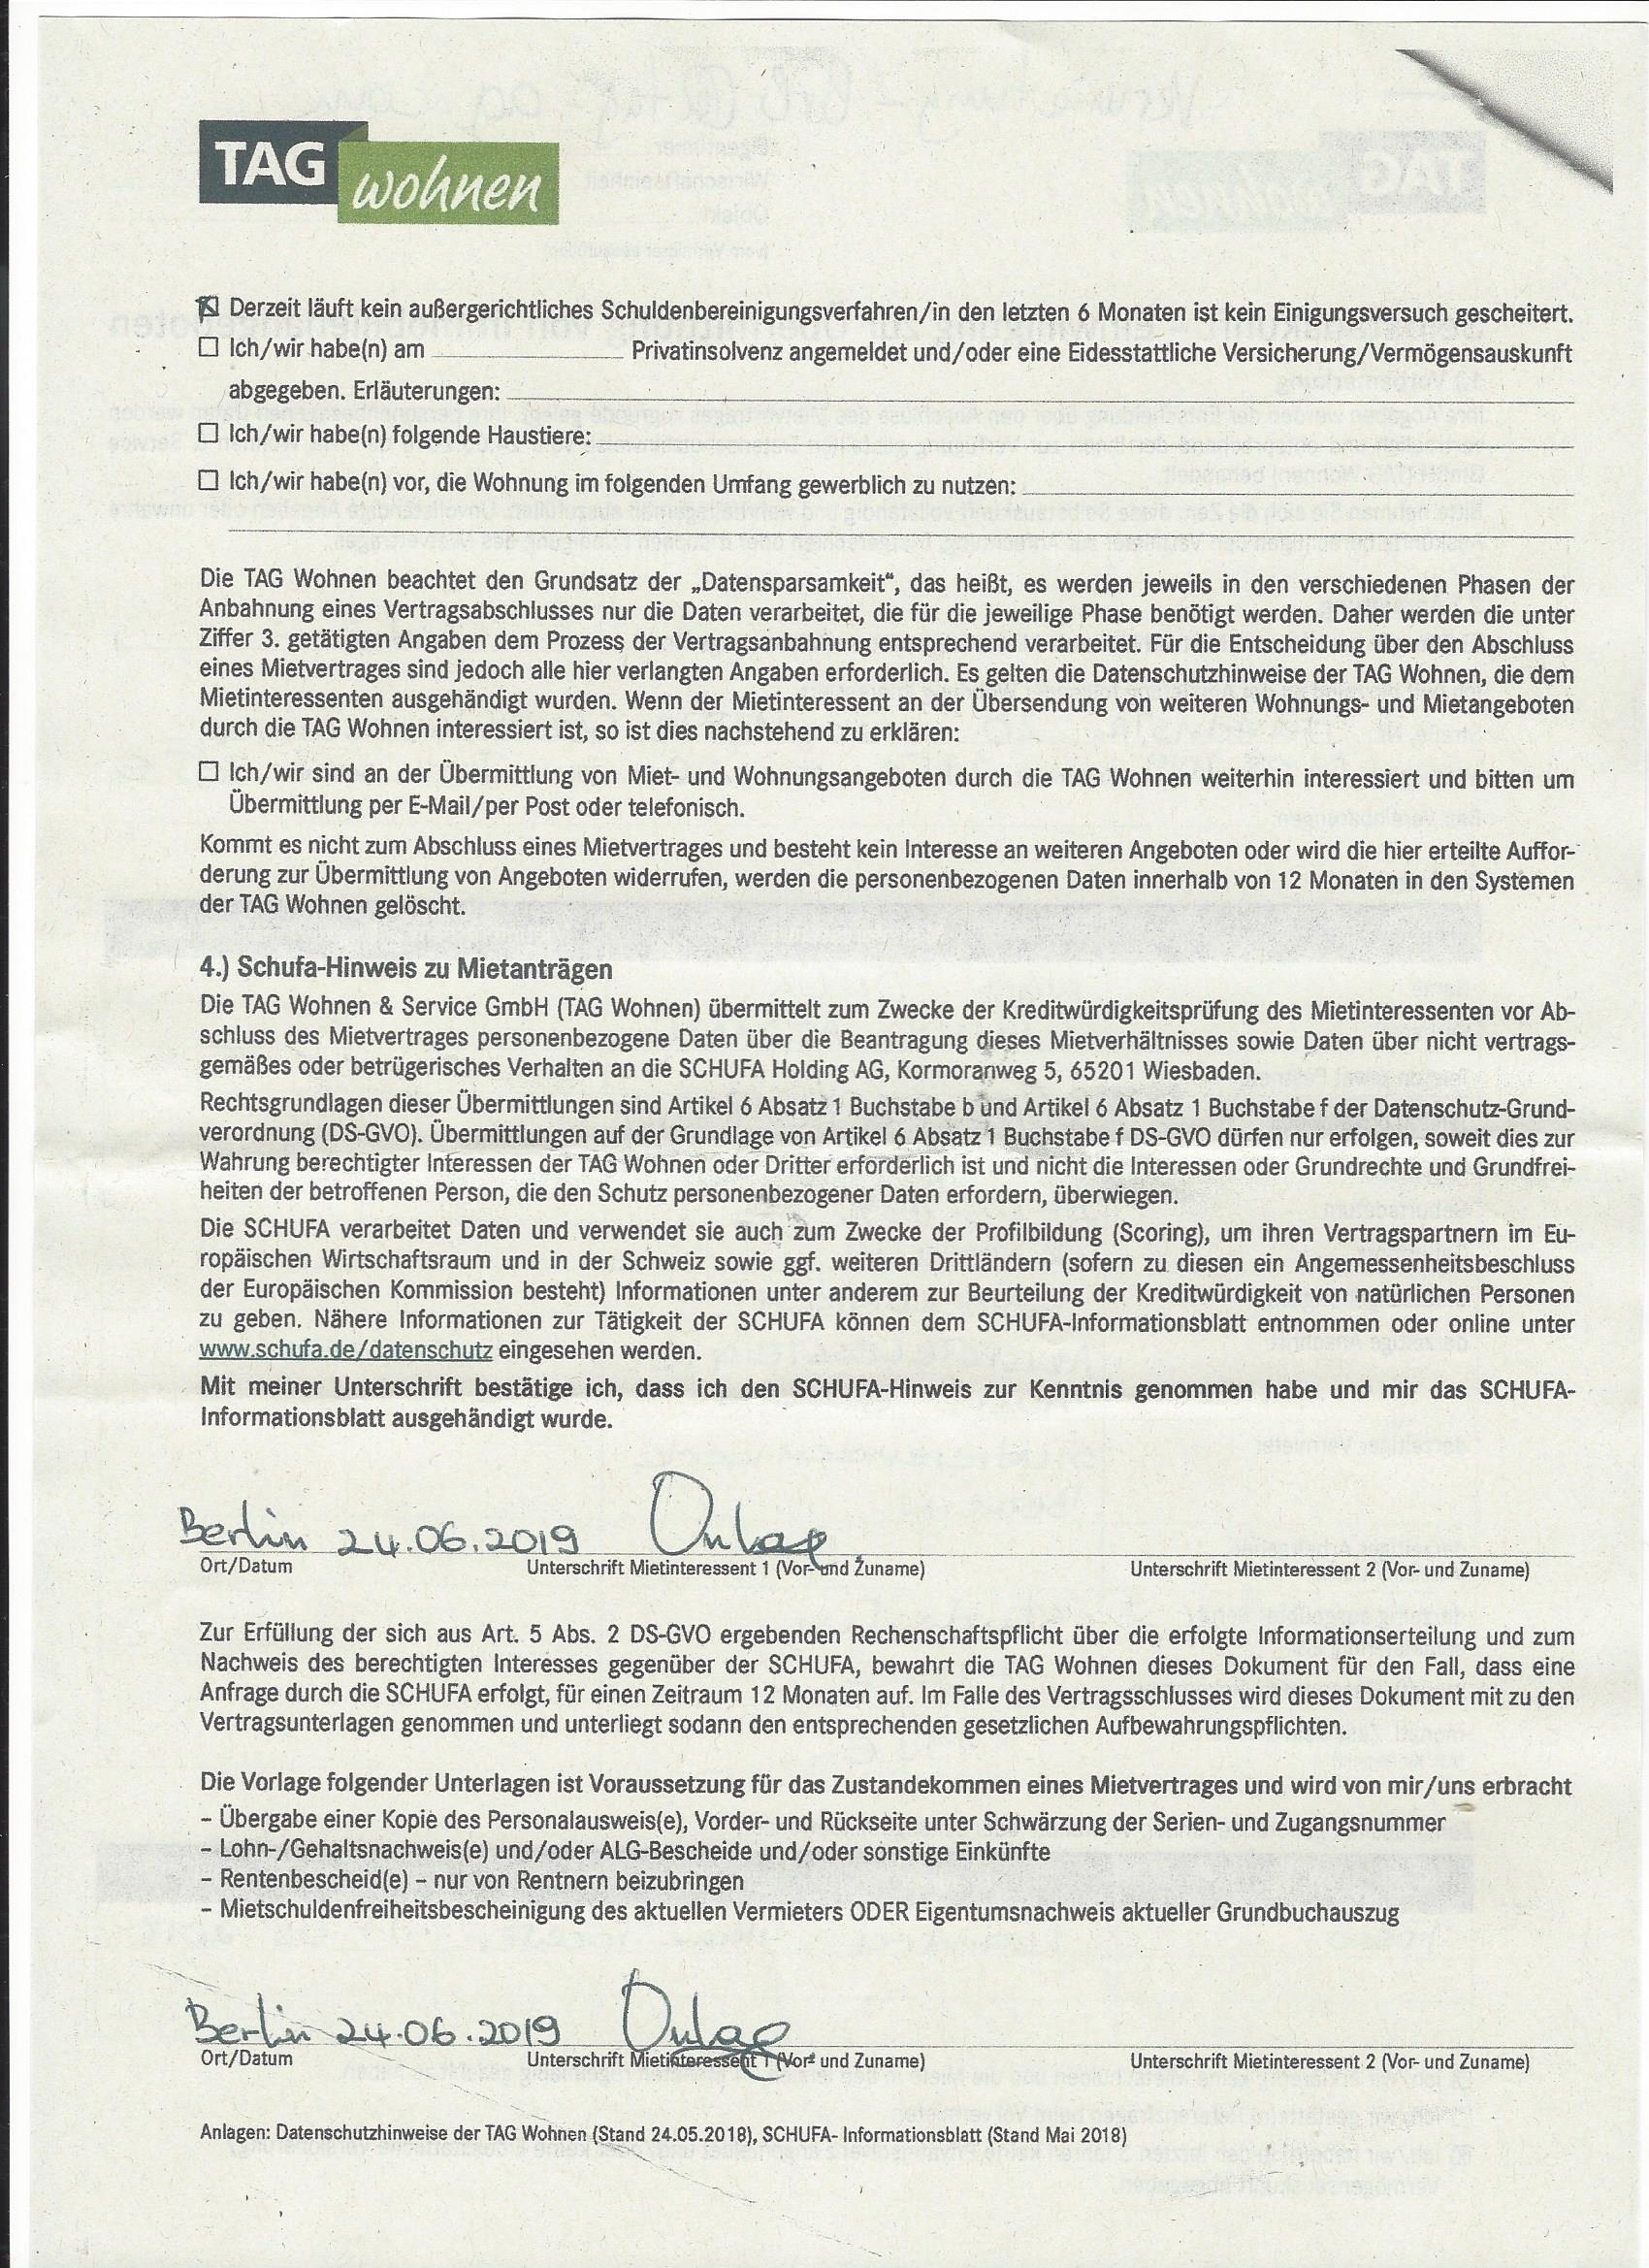 TAG
wohnen
☒ Derzeit läuft kein außergerichtliches Schuldenbereinigungsverfahren/in den letzten 6 Monaten ist kein Einigungsversuch gescheitert.
☐ Ich/wir habe(n) am ____ Privatinsolvenz angemeldet und/oder eine Eidesstattliche Versicherung/Vermögensauskunft
abgegeben. Erläuterungen:
☐ Ich/wir habe(n) folgende Haustiere:
☐ Ich/wir habe(n) vor, die Wohnung im folgenden Umfang gewerblich zu nutzen:
Die TAG Wohnen beachtet den Grundsatz der „Datensparsamkeit“, das heißt, es werden jeweils in den verschiedenen Phasen der
Anbahnung eines Vertragsabschlusses nur die Daten verarbeitet, die für die jeweilige Phase benötigt werden. Daher werden die unter
Ziffer 3. getätigten Angaben dem Prozess der Vertragsanbahnung entsprechend verarbeitet. Für die Entscheidung über den Abschluss
eines Mietvertrages sind jedoch alle hier verlangten Angaben erforderlich. Es gelten die Datenschutzhinweise der TAG Wohnen, die dem
Mietinteressenten ausgehändigt wurden. Wenn der Mietinteressent an der Übersendung von weiteren Wohnungs- und Mietangeboten
durch die TAG Wohnen interessiert ist, so ist dies nachstehend zu erklären:
☐ Ich/wir sind an der Übermittlung von Miet- und Wohnungsangeboten durch die TAG Wohnen weiterhin interessiert und bitten um
Übermittlung per E-Mail/per Post oder telefonisch.
Kommt es nicht zum Abschluss eines Mietvertrages und besteht kein Interesse an weiteren Angeboten oder wird die hier erteilte Auffor-
derung zur Übermittlung von Angeboten widerrufen, werden die personenbezogenen Daten innerhalb von 12 Monaten in den Systemen
der TAG Wohnen gelöscht.
4.) Schufa-Hinweis zu Mietanträgen
Die TAG Wohnen & Service GmbH (TAG Wohnen) übermittelt zum Zwecke der Kreditwürdigkeitsprüfung des Mietinteressenten vor Ab-
schluss des Mietvertrages personenbezogene Daten über die Beantragung dieses Mietverhältnisses sowie Daten über nicht vertrags-
gemäßes oder betrügerisches Verhalten an die SCHUFA Holding AG, Kormoranweg 5, 65201 Wiesbaden.
Rechtsgrundlagen dieser Übermittlungen sind Artikel 6 Absatz 1 Buchstabe b und Artikel 6 Absatz 1 Buchstabe f der Datenschutz-Grund-
verordnung (DS-GVO). Übermittlungen auf der Grundlage von Artikel 6 Absatz 1 Buchstabe f DS-GVO dürfen nur erfolgen, soweit dies zur
Wahrung berechtigter Interessen der TAG Wohnen oder Dritter erforderlich ist und nicht die Interessen oder Grundrechte und Grundfrei-
heiten der betroffenen Person, die den Schutz personenbezogener Daten erfordern, überwiegen.
Die SCHUFA verarbeitet Daten und verwendet sie auch zum Zwecke der Profilbildung (Scoring), um ihren Vertragspartnern im Eu-
ropäischen Wirtschaftsraum und in der Schweiz sowie ggf. weiteren Drittländern (sofern zu diesen ein Angemessenheitsbeschluss
der Europäischen Kommission besteht) Informationen unter anderem zur Beurteilung der Kreditwürdigkeit von natürlichen Personen
zu geben. Nähere Informationen zur Tätigkeit der SCHUFA können dem SCHUFA-Informationsblatt entnommen oder online unter
www.schufa.de/datenschutz eingesehen werden.
Mit meiner Unterschrift bestätige ich, dass ich den SCHUFA-Hinweis zur Kenntnis genommen habe und mir das SCHUFA-
Informationsblatt ausgehändigt wurde.
Berlin 24.06.2019
Ort/Datum Unterschrift Mietinteressent 1 (Vor- und Zuname) Unterschrift Mietinteressent 2 (Vor- und Zuname)
Zur Erfüllung der sich aus Art. 5 Abs. 2 DS-GVO ergebenden Rechenschaftspflicht über die erfolgte Informationserteilung und zum
Nachweis des berechtigten Interesses gegenüber der SCHUFA, bewahrt die TAG Wohnen dieses Dokument für den Fall, dass eine
Anfrage durch die SCHUFA erfolgt, für einen Zeitraum 12 Monaten auf. Im Falle des Vertragsschlusses wird dieses Dokument mit zu den
Vertragsunterlagen genommen und unterliegt sodann den entsprechenden gesetzlichen Aufbewahrungspflichten.
Die Vorlage folgender Unterlagen ist Voraussetzung für das Zustandekommen eines Mietvertrages und wird von mir/uns erbracht
– Übergabe einer Kopie des Personalausweis(e), Vorder- und Rückseite unter Schwärzung der Serien- und Zugangsnummer
– Lohn-/Gehaltsnachweis(e) und/oder ALG-Bescheide und/oder sonstige Einkünfte
– Rentenbescheid(e) – nur von Rentnern beizubringen
– Mietschuldenfreiheitsbescheinigung des aktuellen Vermieters ODER Eigentumsnachweis aktueller Grundbuchauszug
Berlin 24.06.2019
Ort/Datum Unterschrift Mietinteressent 1 (Vor- und Zuname) Unterschrift Mietinteressent 2 (Vor- und Zuname)
Anlagen: Datenschutzhinweise der TAG Wohnen (Stand 24.05.2018), SCHUFA- Informationsblatt (Stand Mai 2018)